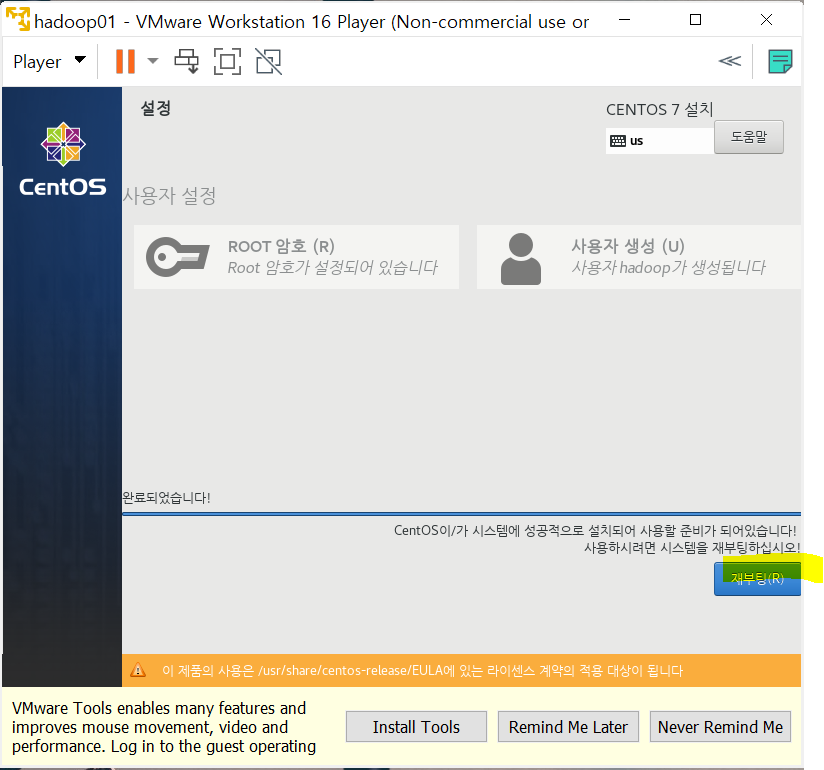 hadoop01 - VMware Workstation 16 Player (Non-commercial use or
Player
설정
CENTOS 7 설치
us
도움말
CentOS
사용자 설정
ROOT 암호 (R)
Root 암호가 설정되어 있습니다
사용자 생성 (U)
사용자 hadoop가 생성됩니다
완료되었습니다!
CentOS이/가 시스템에 성공적으로 설치되어 사용할 준비가 되어있습니다!
사용하시려면 시스템을 재부팅하십시오!
재부팅(R)
이 제품의 사용은 /usr/share/centos-release/EULA에 있는 라이센스 계약의 적용 대상이 됩니다
VMware Tools enables many features and
improves mouse movement, video and
performance. Log in to the guest operating
Install Tools
Remind Me Later
Never Remind Me